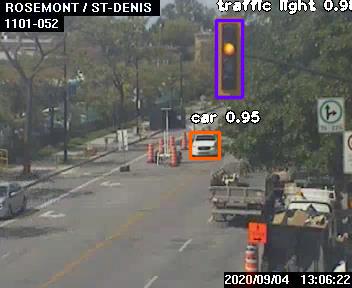 ROSEMONT / ST-DENIS
1101-052
traffic light 0.9
car 0.95
2020/09/04 13:06:22